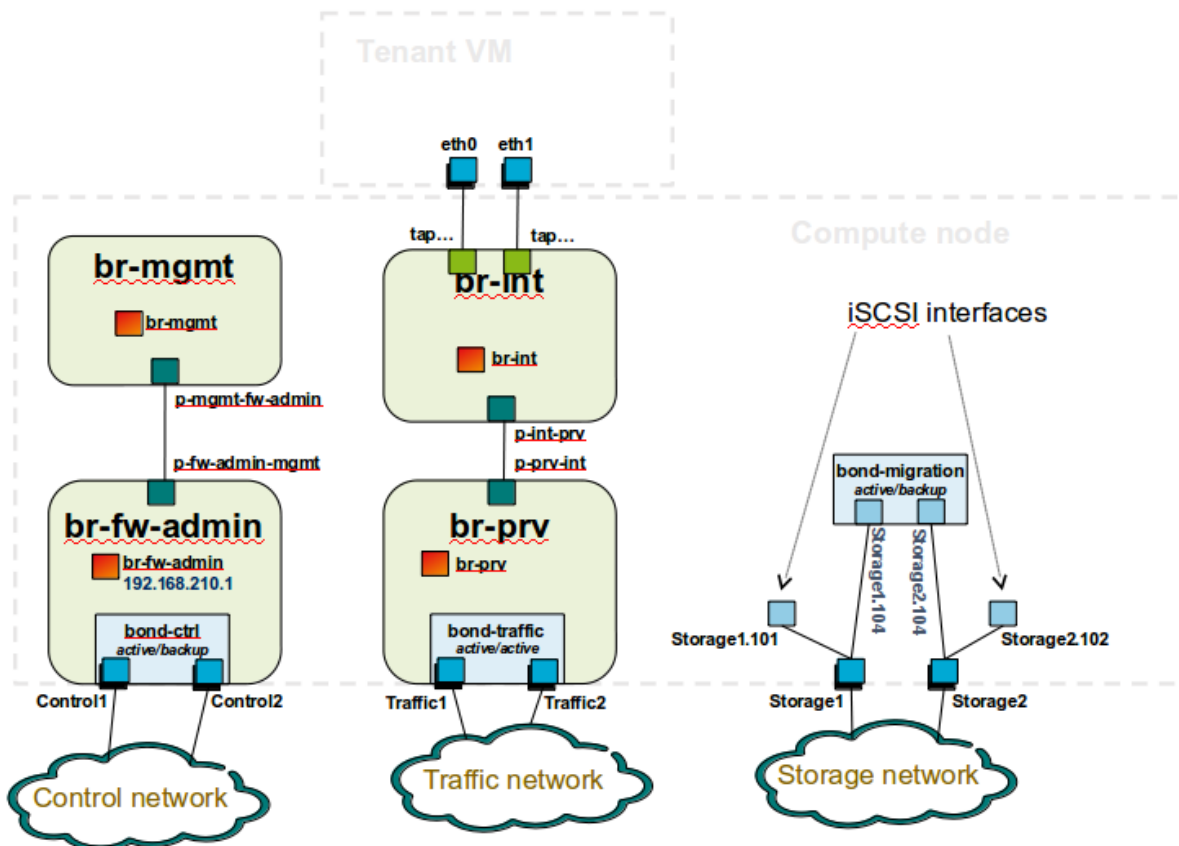 Tenant VM
eth0
eth1
tap...
tap...
Compute node
br-mgmt
br-mgmt
p-mgmt-fw-admin
p-fw-admin-mgmt
br-fw-admin
br-fw-admin
192.168.210.1
bond-ctrl
active/backup
Control1
Control2
Control network
br-int
br-int
p-int-prv
p-prv-int
br-prv
br-prv
bond-traffic
active/active
Traffic1
Traffic2
Traffic network
iSCSI interfaces
bond-migration
active/backup
Storage1.104
Storage2.104
Storage1.101
Storage2.102
Storage1
Storage2
Storage network